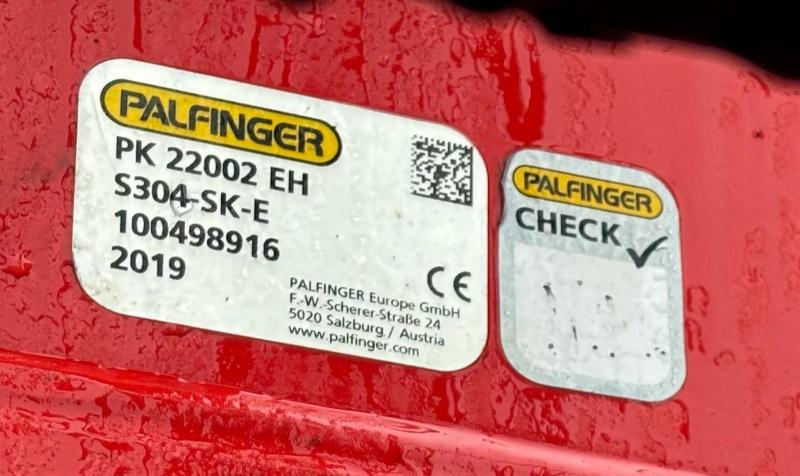 PALFINGER
PK 22002 EH
S304-SK-E
100498916
2019
CE
PALFINGER Europe GmbH
F.-W.-Scherer-Straße 24
5020 Salzburg / Austria
www.palfinger.com
PALFINGER
CHECK